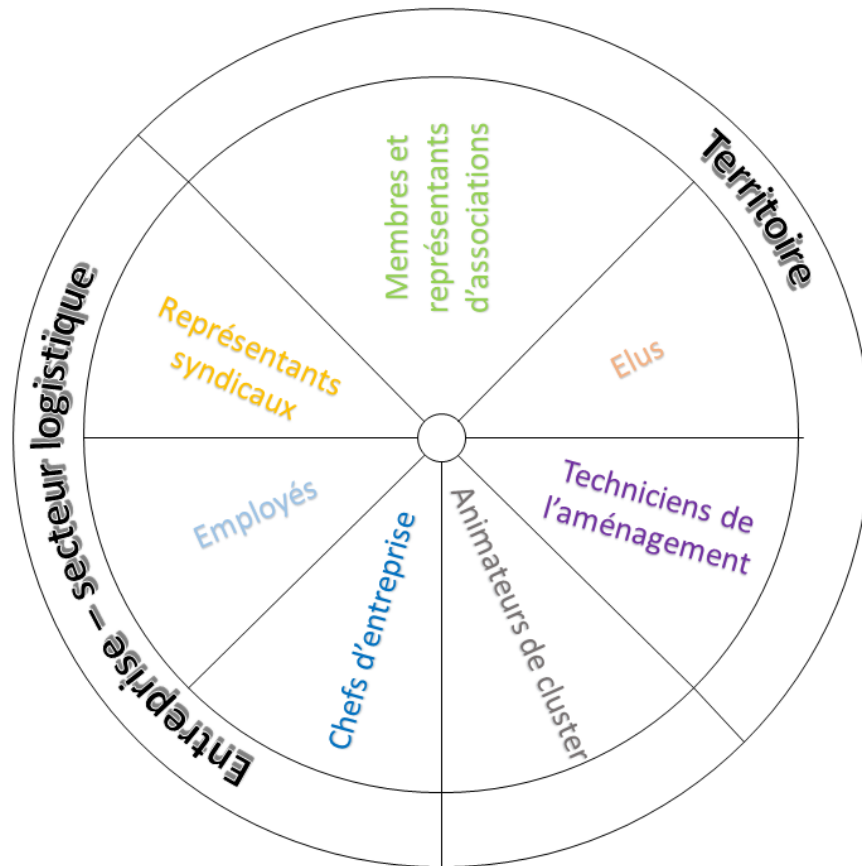 Membres et
représentants
d'associations
Territoire
Elus
Techniciens de
l'aménagement
Animateurs de cluster
Chefs d'entreprise
Employés
Représentants
syndicaux
Entreprise – secteur logistique